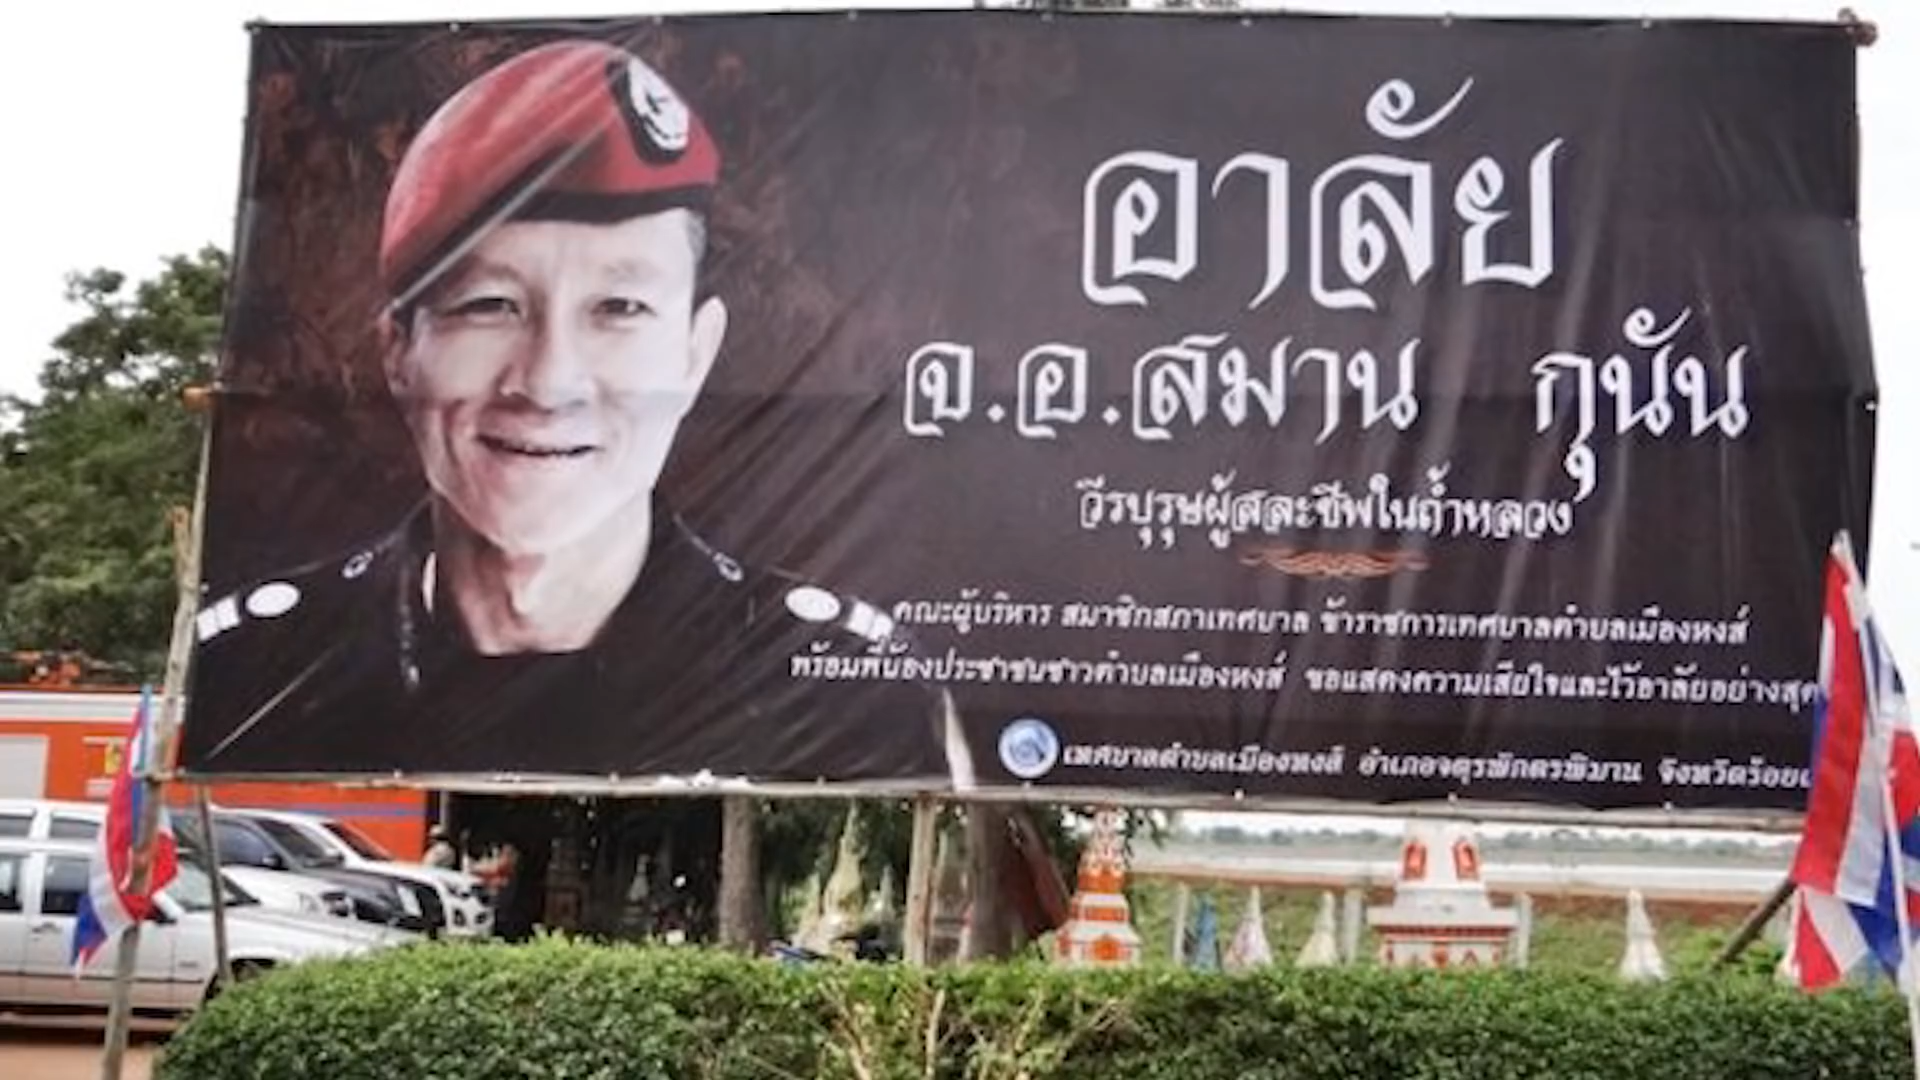 อาลัย
จ.อ.สมาน กุนัน
วีรบุรุษผู้สละชีพในถ้ำหลวง
คณะผู้บริหาร สมาชิกสภาเทศบาล ข้าราชการเทศบาลตำบลเมืองหงส์
พร้อมพี่น้องประชาชนชาวตำบลเมืองหงส์ ขอแสดงความเสียใจและไว้อาลัยอย่างสุด
เทศบาลตำบลเมืองหงส์ อำเภอจตุรพักตรพิมาน จังหวัดร้อย